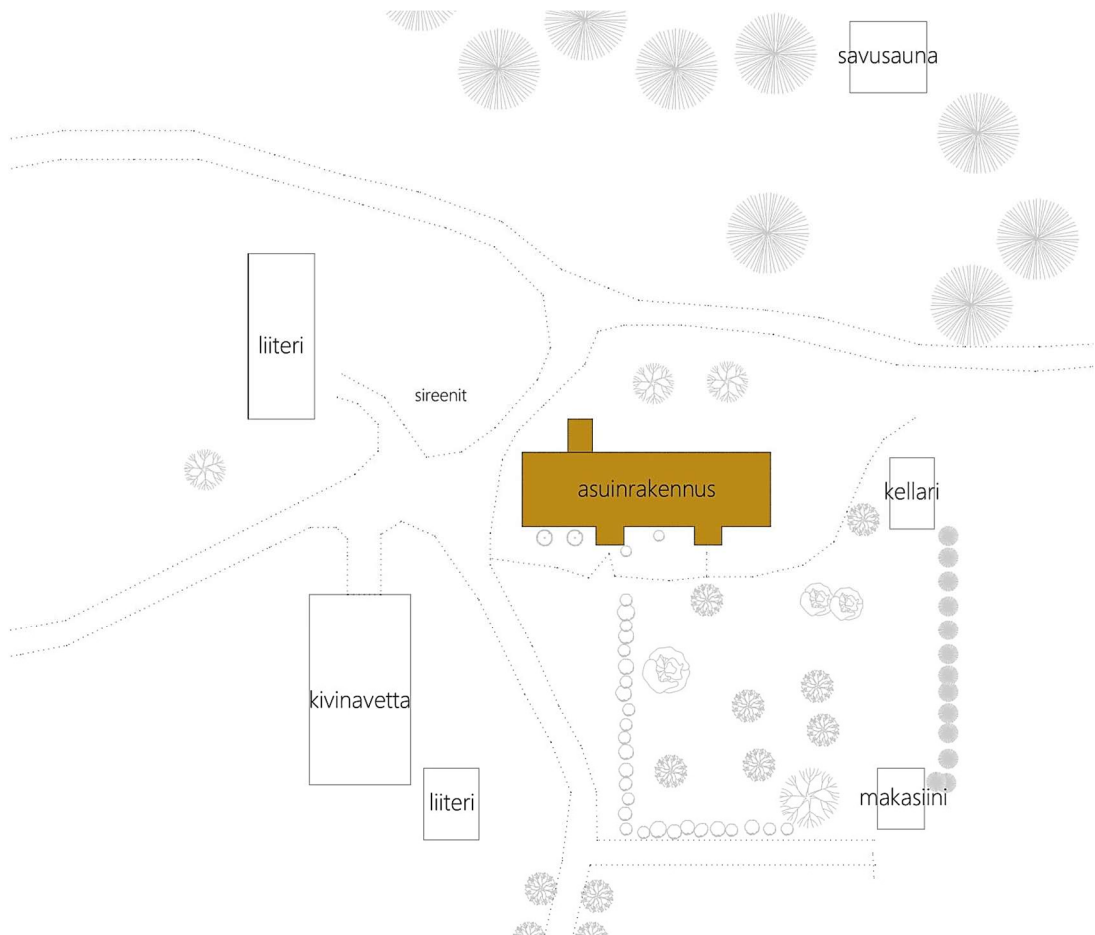 savusauna
liiteri
sireenit
asuinrakennus
kellari
kivinavetta
liiteri
makasiini